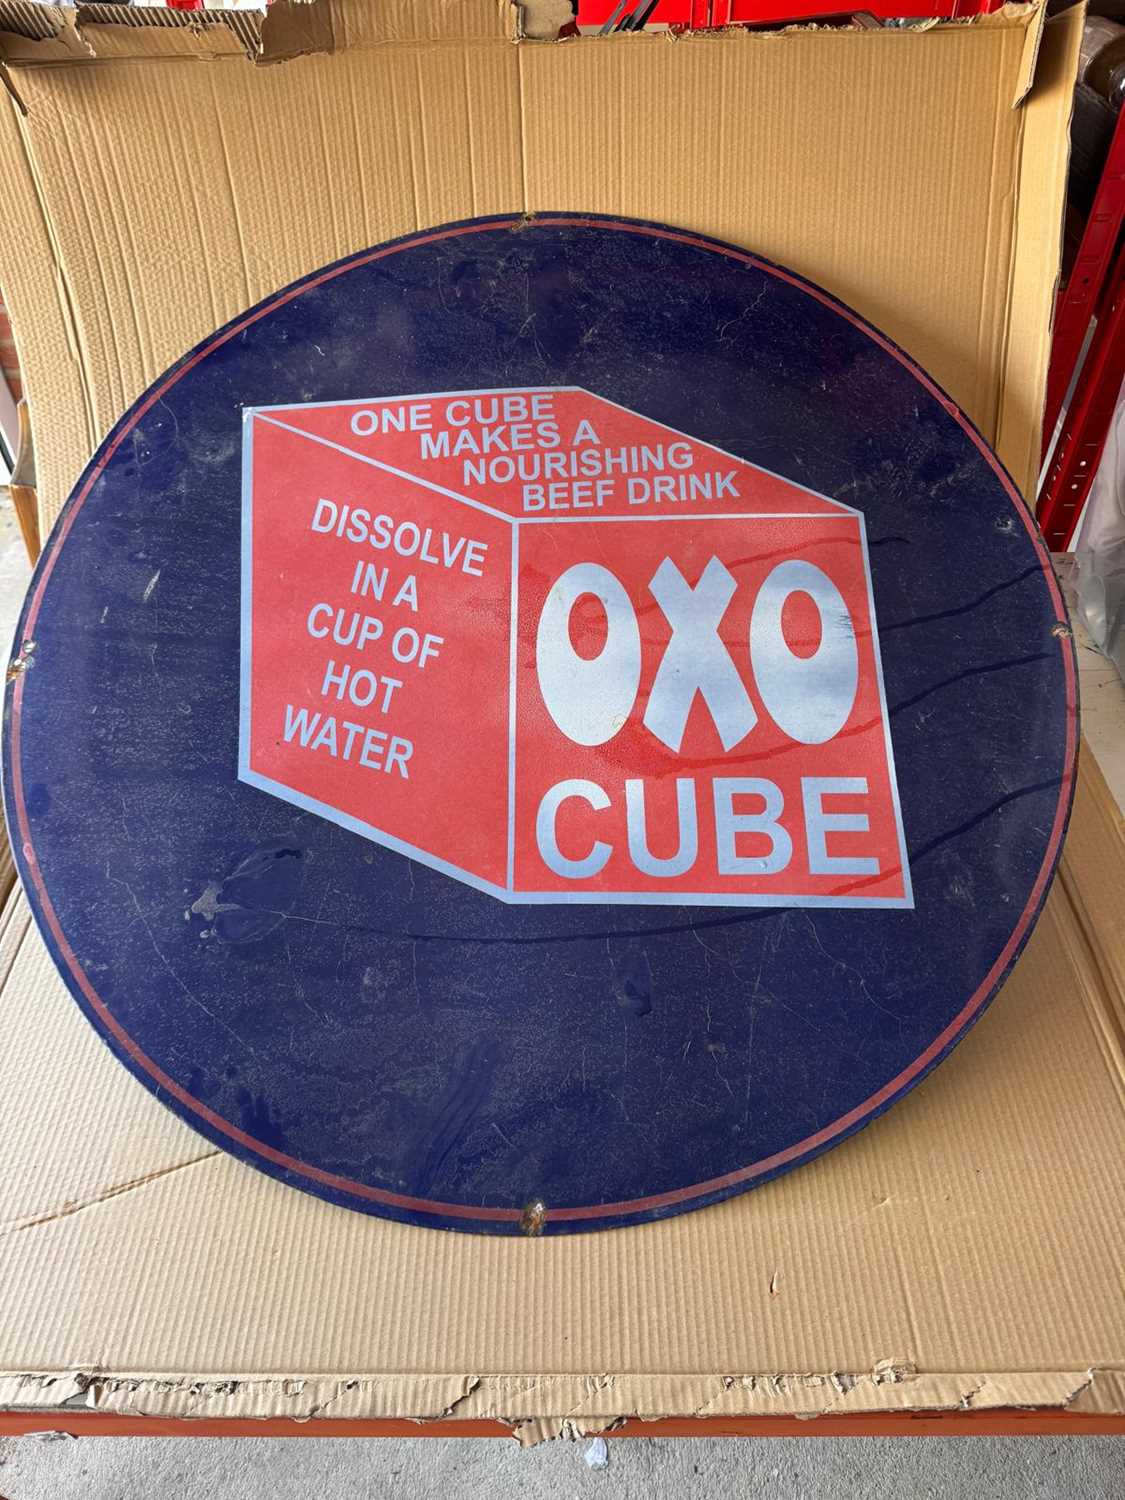 ONE CUBE
MAKES A
NOURISHING
BEEF DRINK
DISSOLVE
IN A
CUP OF
HOT
WATER
OXO
CUBE